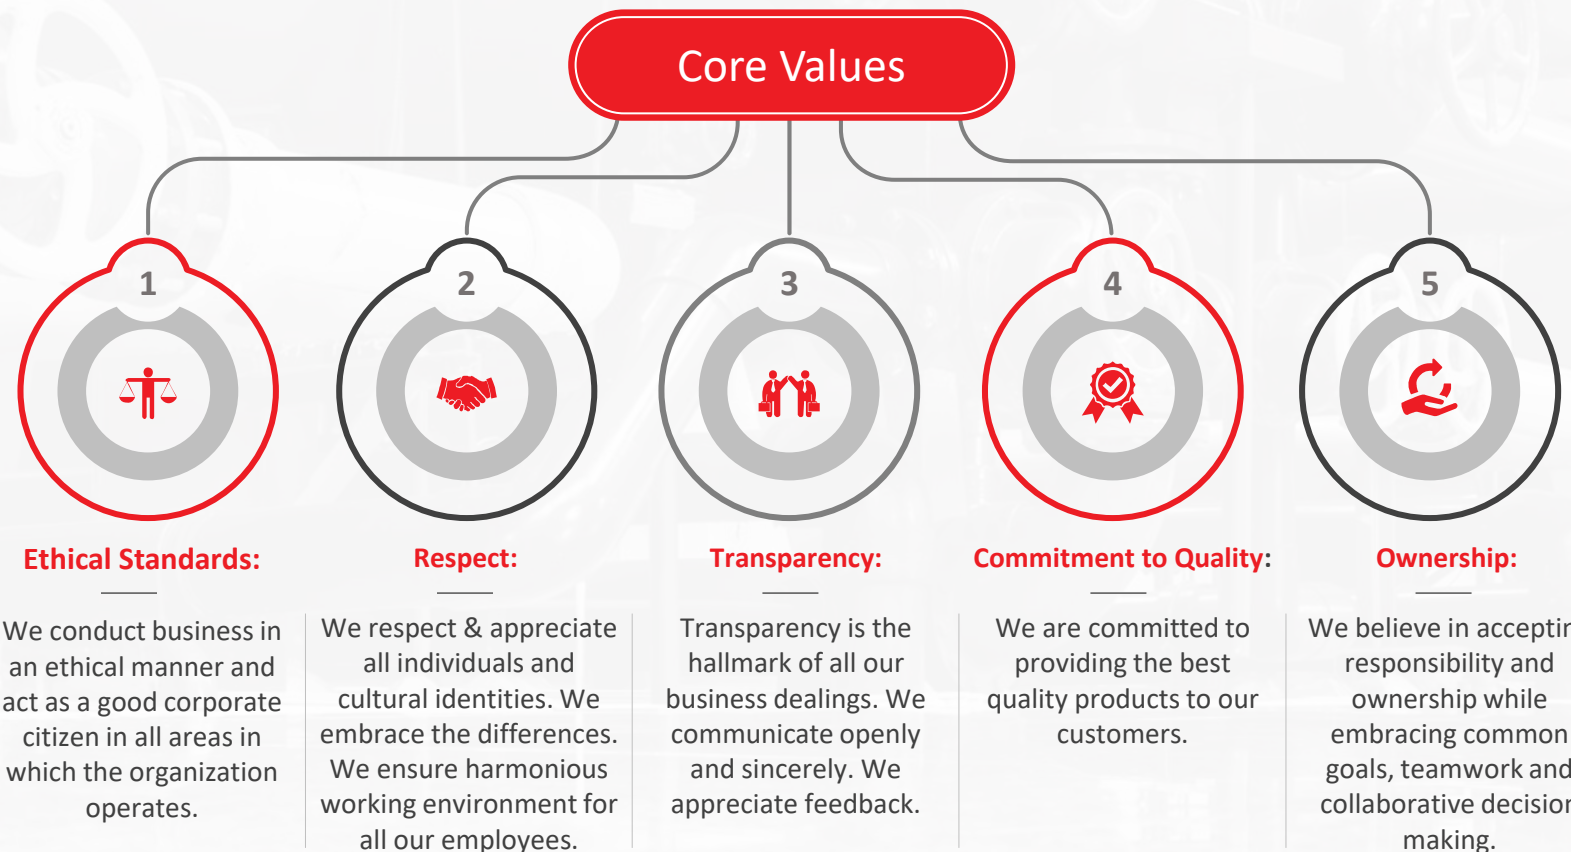 Core Values
1
2
3
4
5
Ethical Standards:
We conduct business in
an ethical manner and
act as a good corporate
citizen in all areas in
which the organization
operates.
Respect:
We respect & appreciate
all individuals and
cultural identities. We
embrace the differences.
We ensure harmonious
working environment for
all our employees.
Transparency:
Transparency is the
hallmark of all our
business dealings. We
communicate openly
and sincerely. We
appreciate feedback.
Commitment to Quality:
We are committed to
providing the best
quality products to our
customers.
Ownership:
We believe in acceptin
responsibility and
ownership while
embracing common
goals, teamwork and
collaborative decision
making.